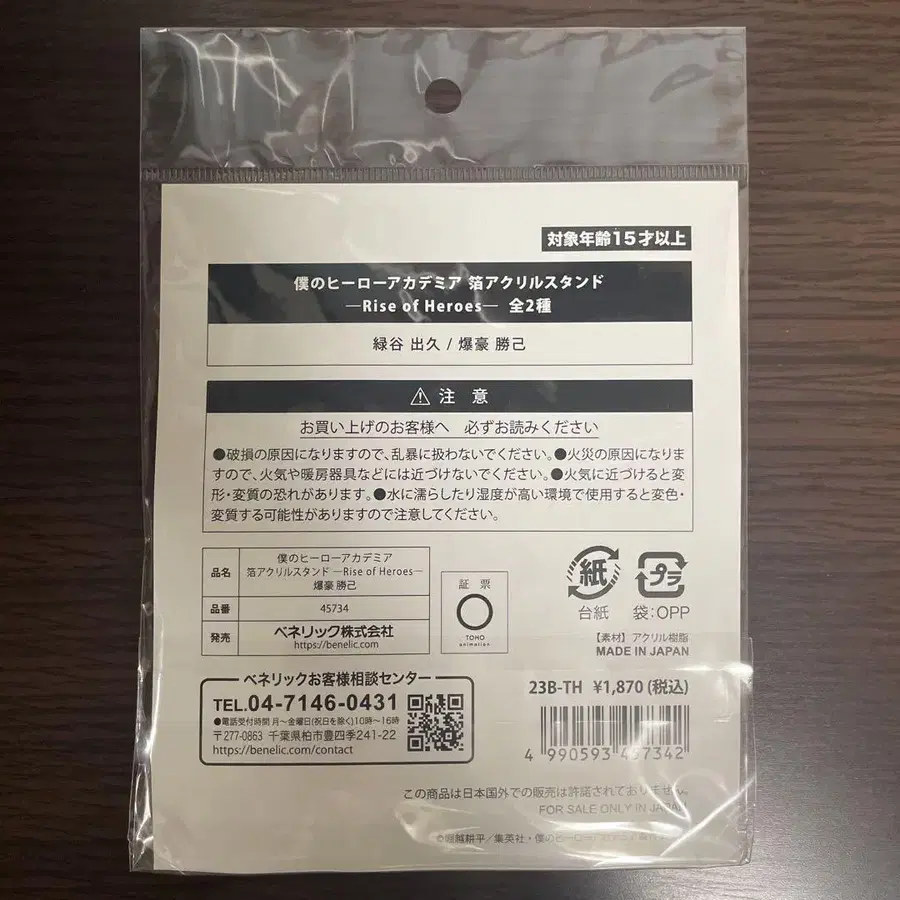 対象年齢15才以上
僕のヒーローアカデミア 箔アクリルスタンド
―Rise of Heroes― 全2種
緑谷 出久 / 爆豪 勝己
⚠ 注 意
お買い上げのお客様へ 必ずお読みください
●破損の原因になりますので、乱暴に扱わないでください。●火災の原因になりま
すので、火気や暖房器具などには近づけないでください。●火気に近づけると変
形・変質の恐れがあります。●水に濡らしたり湿度が高い環境で使用すると変色・
変質する可能性がありますので注意してください。
品名
僕のヒーローアカデミア
箔アクリルスタンド ―Rise of Heroes―
爆豪 勝己
品番 45734
発売 ベネリック株式会社
https://benelic.com
証 票
TOHO
animation
紙
台紙
プラ
袋:OPP
【素材】アクリル樹脂
MADE IN JAPAN
ベネリックお客様相談センター
TEL.04-7146-0431
●電話受付時間 月〜金曜日(祝日を除く)10時〜16時
〒277-0863 千葉県柏市豊四季241-22
https://benelic.com/contact
23B-TH ¥1,870(税込)
4 990593 457342
この商品は日本国外での販売は許諾されておりません。
FOR SALE ONLY IN JAPAN
©堀越耕平/集英社・僕のヒーローアカデミア製作